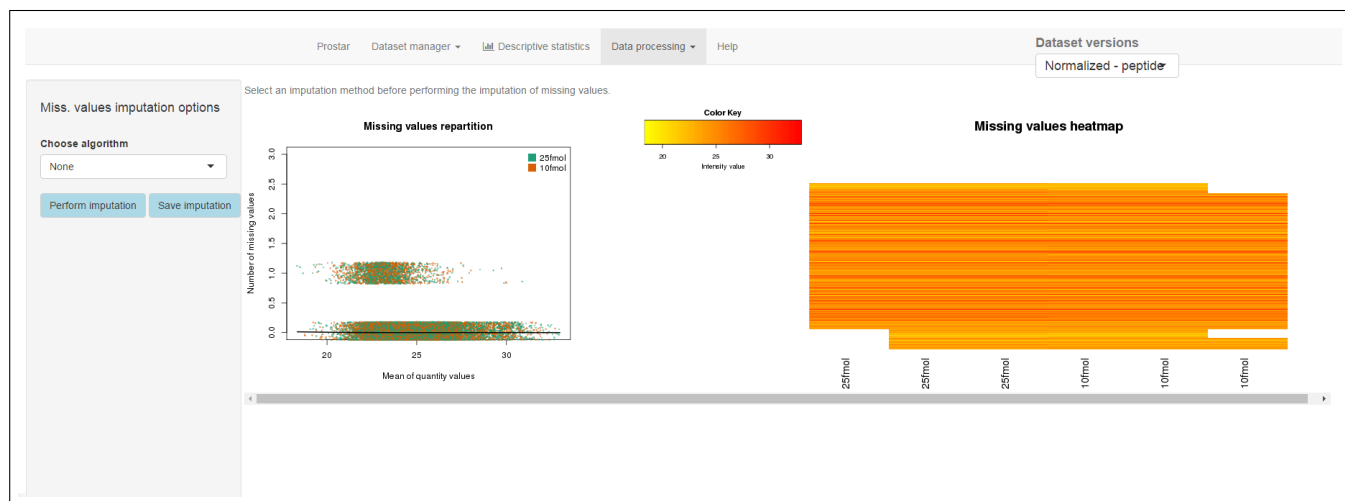 Prostar
Dataset manager
Descriptive statistics
Data processing
Help
Dataset versions
Normalized - peptide
Miss. values imputation options
Choose algorithm
None
Perform imputation
Save imputation
Select an imputation method before performing the imputation of missing values.
Missing values repartition
25fmol
10fmol
Number of missing values
3.0
2.5
2.0
1.5
1.0
0.5
0.0
20
25
30
Mean of quantity values
Color Key
20
25
30
Intensity value
Missing values heatmap
25fmol
25fmol
25fmol
10fmol
10fmol
10fmol